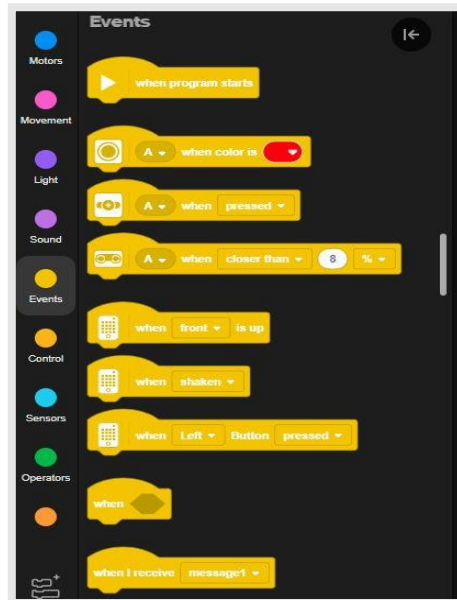 Events
Motors
when program starts
Movement
A when color is
Light
A when pressed
Sound
A when closer than 8 %
Events
when front is up
Control
when shaken
Sensors
when Left Button pressed
Operators
when
when I receive message1